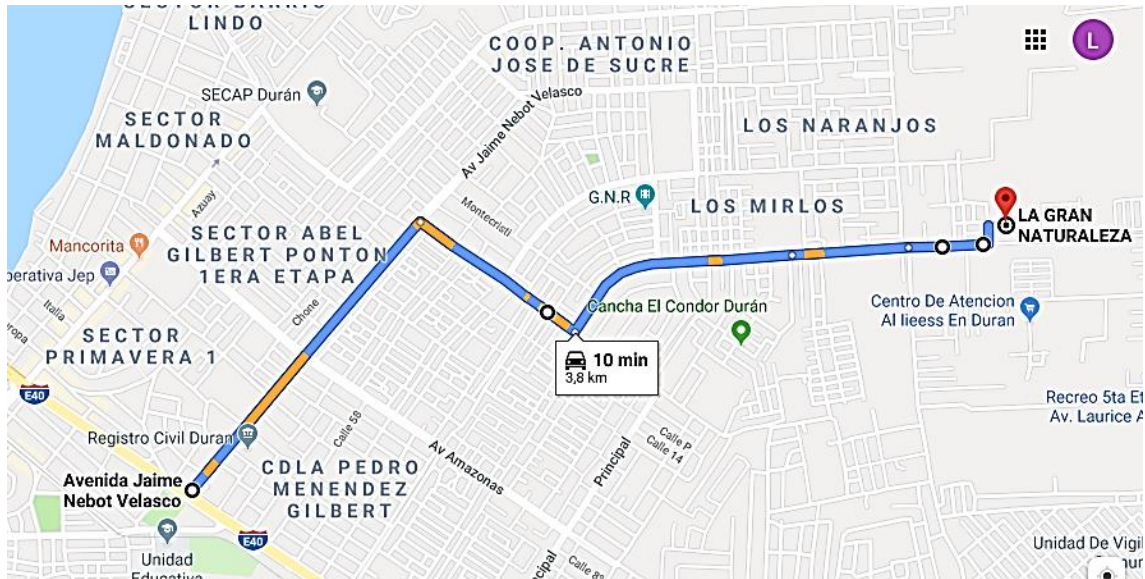 LINDO
COOP. ANTONIO
JOSE DE SUCRE
L
SECAP Durán
Av Jaime Nebot Velasco
SECTOR
MALDONADO
LOS NARANJOS
Azuay
G.N.R
Montecristi
LOS MIRLOS
LA GRAN
NATURALEZA
Mancorita
SECTOR ABEL
GILBERT PONTON
1ERA ETAPA
perativa Jep
Italia
Chone
Cancha El Condor Durán
Centro De Atencion
Al Iieess En Duran
SECTOR
PRIMAVERA 1
10 min
3,8 km
E40
Recreo 5ta Et
Av. Laurice A
Registro Civil Duran
Calle 58
Av Amazonas
Principal
Calle P
Calle 14
CDLA PEDRO
MENENDEZ
GILBERT
Avenida Jaime
Nebot Velasco
E40
Principal
Unidad
Educativa
Unidad De Vigil